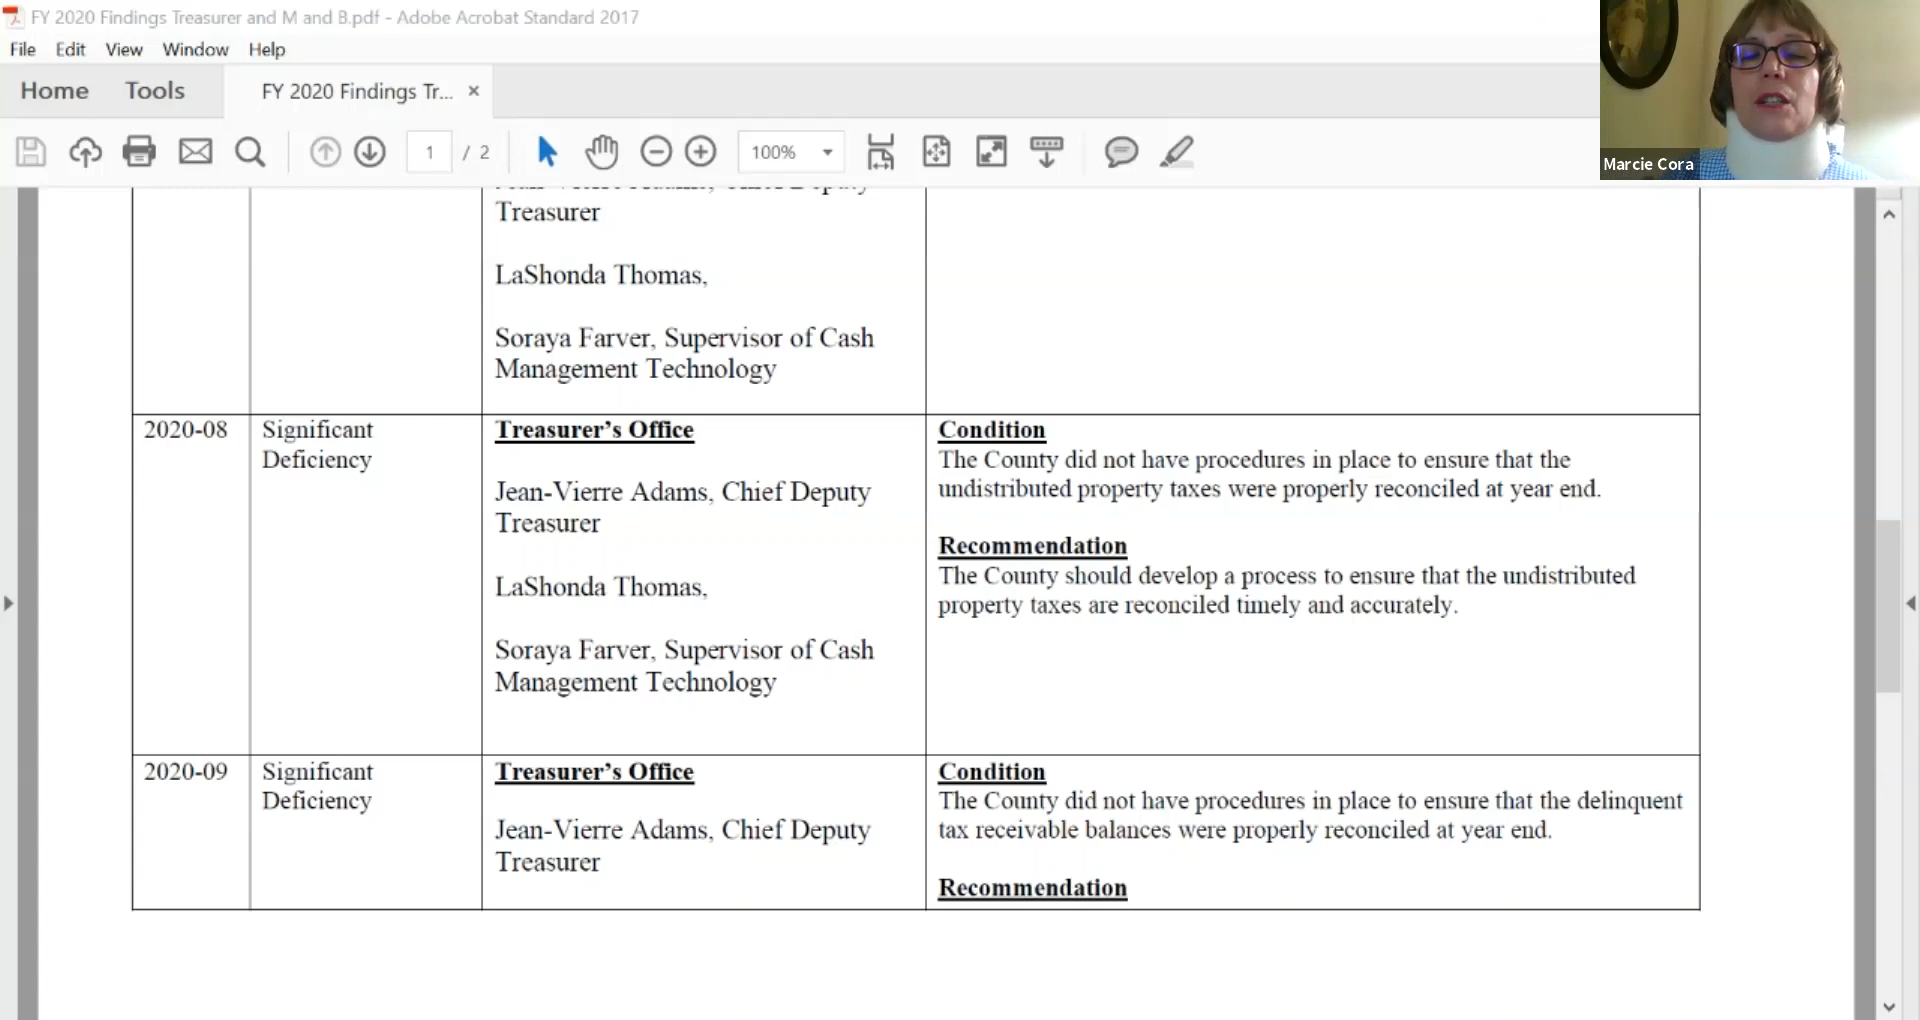 FY 2020 Findings Treasurer and M and B.pdf - Adobe Acrobat Standard 2017
File Edit View Window Help
Home Tools FY 2020 Findings Tr... ×
1 / 2 100%
Marcie Cora
Jean-Vierre Adams, Chief Deputy
Treasurer
LaShonda Thomas,
Soraya Farver, Supervisor of Cash
Management Technology
2020-08
Significant
Deficiency
Treasurer’s Office
Jean-Vierre Adams, Chief Deputy
Treasurer
LaShonda Thomas,
Soraya Farver, Supervisor of Cash
Management Technology
Condition
The County did not have procedures in place to ensure that the
undistributed property taxes were properly reconciled at year end.
Recommendation
The County should develop a process to ensure that the undistributed
property taxes are reconciled timely and accurately.
2020-09
Significant
Deficiency
Treasurer’s Office
Jean-Vierre Adams, Chief Deputy
Treasurer
Condition
The County did not have procedures in place to ensure that the delinquent
tax receivable balances were properly reconciled at year end.
Recommendation